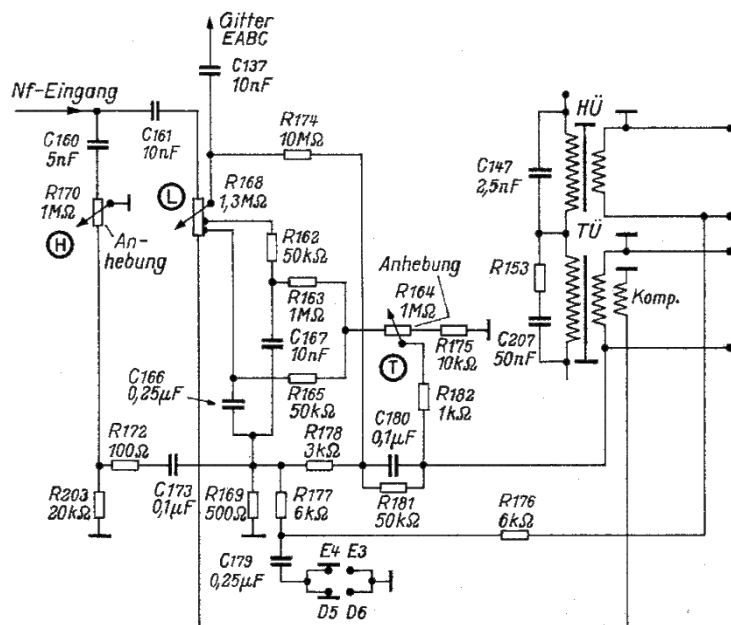 Gitter
EABC
C137
10nF
Nf-Eingang
C160
5nF
C161
10nF
R174
10MΩ
HÜ
C147
2,5nF
R170
1MΩ
H
An-
hebung
L
R168
1,3MΩ
R162
50kΩ
TÜ
R153
Komp.
Anhebung
R163
1MΩ
R164
1MΩ
C167
10nF
R175
10kΩ
C207
50nF
T
C166
0,25µF
R165
50kΩ
R182
1kΩ
C180
0,1µF
R172
100Ω
R178
3kΩ
R203
20kΩ
C173
0,1µF
R169
500Ω
R177
6kΩ
R181
50kΩ
R176
6kΩ
C179
0,25µF
E4 E3
D5 D6